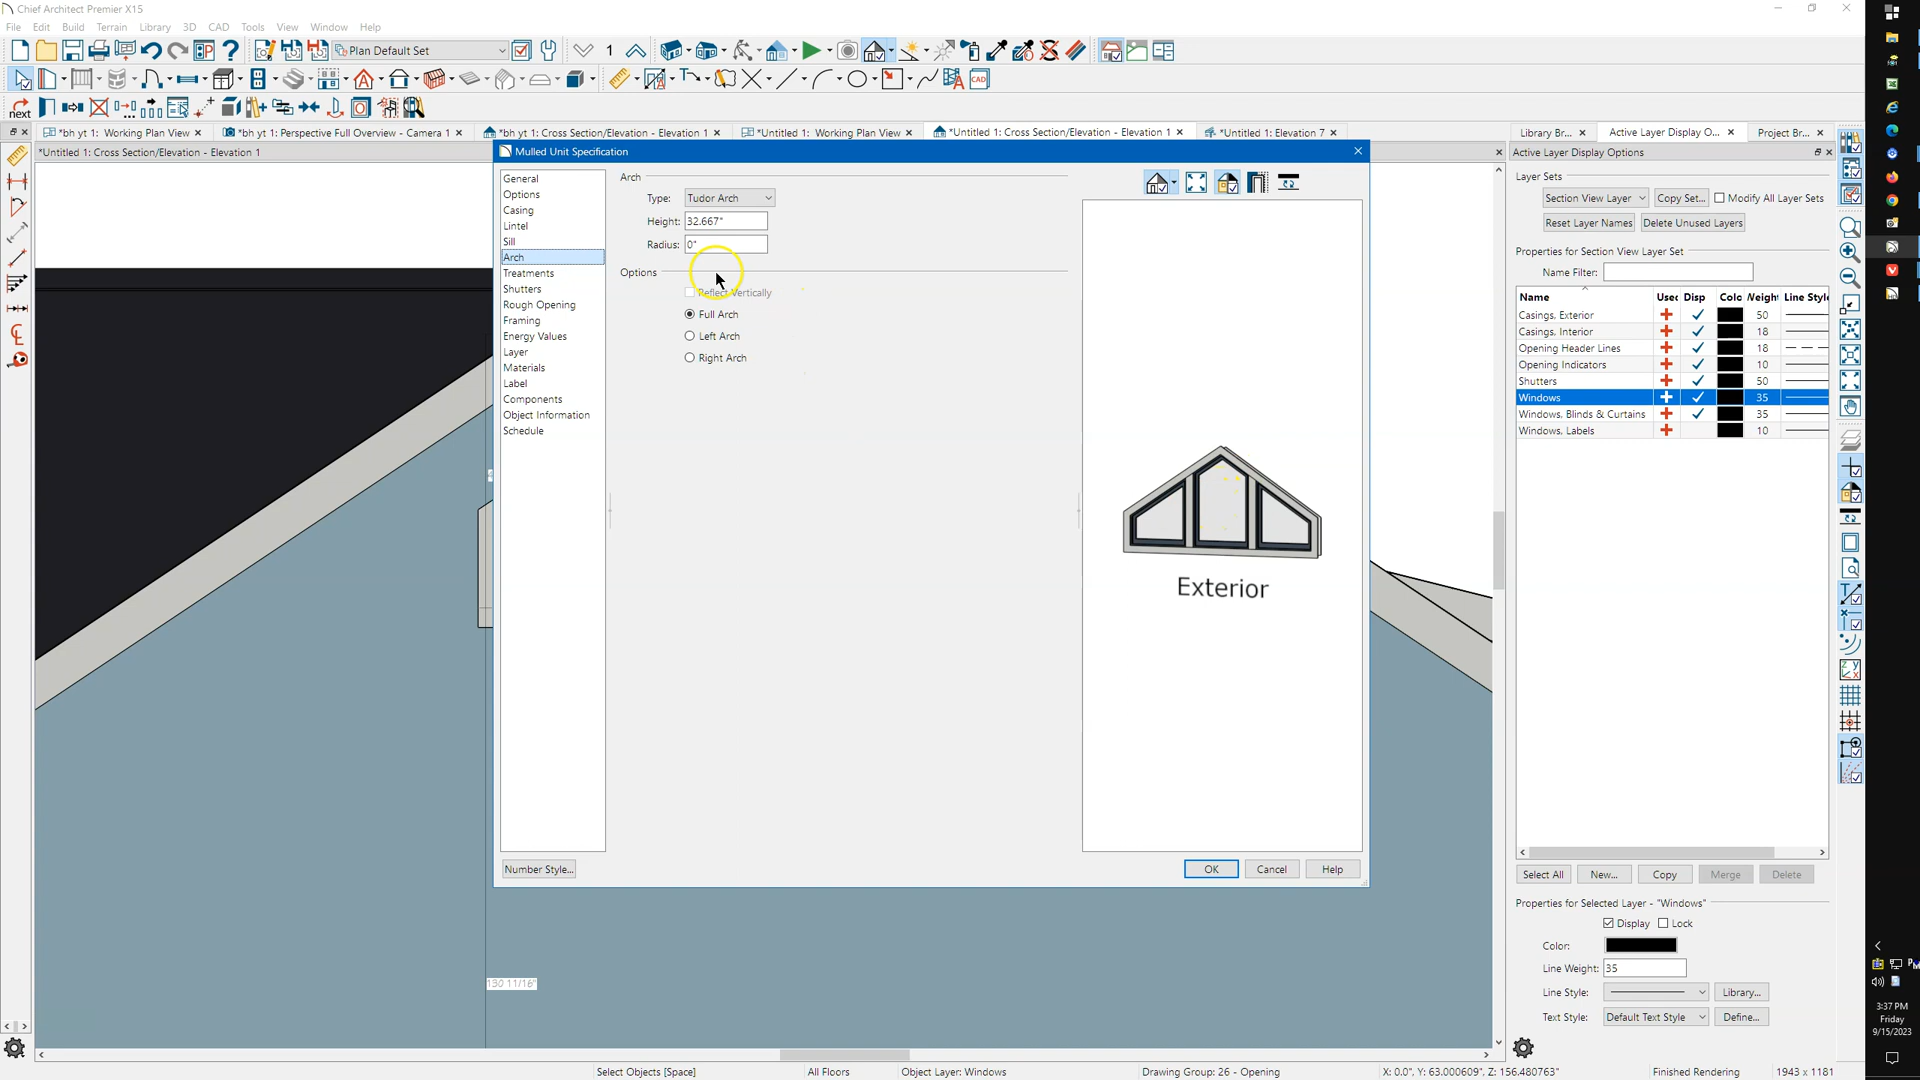 Chief Architect Premier X15
File Edit Build Terrain Library 3D CAD Tools View Window Help
Plan Default Set 1
next
*bh yt 1: Working Plan View
*bh yt 1: Perspective Full Overview - Camera 1
*bh yt 1: Cross Section/Elevation - Elevation 1
*Untitled 1: Working Plan View
*Untitled 1: Cross Section/Elevation - Elevation 1
*Untitled 1: Elevation 7
Library Br...
Active Layer Display O...
Project Br...
*Untitled 1: Cross Section/Elevation - Elevation 1
Mulled Unit Specification
General
Options
Casing
Lintel
Sill
Arch
Treatments
Shutters
Rough Opening
Framing
Energy Values
Layer
Materials
Label
Components
Object Information
Schedule
Arch
Type: Tudor Arch
Height: 32.667"
Radius: 0"
Options
Reflect Vertically
Full Arch
Left Arch
Right Arch
Exterior
Number Style...
OK
Cancel
Help
130 11/16"
Active Layer Display Options
Layer Sets
Section View Layer
Copy Set...
Modify All Layer Sets
Reset Layer Names
Delete Unused Layers
Properties for Section View Layer Set
Name Filter:
Name Used Disp Colo Weight Line Style
Casings, Exterior 50
Casings, Interior 18
Opening Header Lines 18
Opening Indicators 10
Shutters 50
Windows 35
Windows, Blinds & Curtains 35
Windows, Labels 10
Select All
New...
Copy
Merge
Delete
Properties for Selected Layer - "Windows"
Display Lock
Color:
Line Weight: 35
Line Style: Library...
Text Style: Default Text Style Define...
3:37 PM
Friday
9/15/2023
Select Objects [Space]
All Floors
Object Layer: Windows
Drawing Group: 26 - Opening
X: 0.0", Y: 63.000609", Z: 156.480763"
Finished Rendering
1943 x 1181